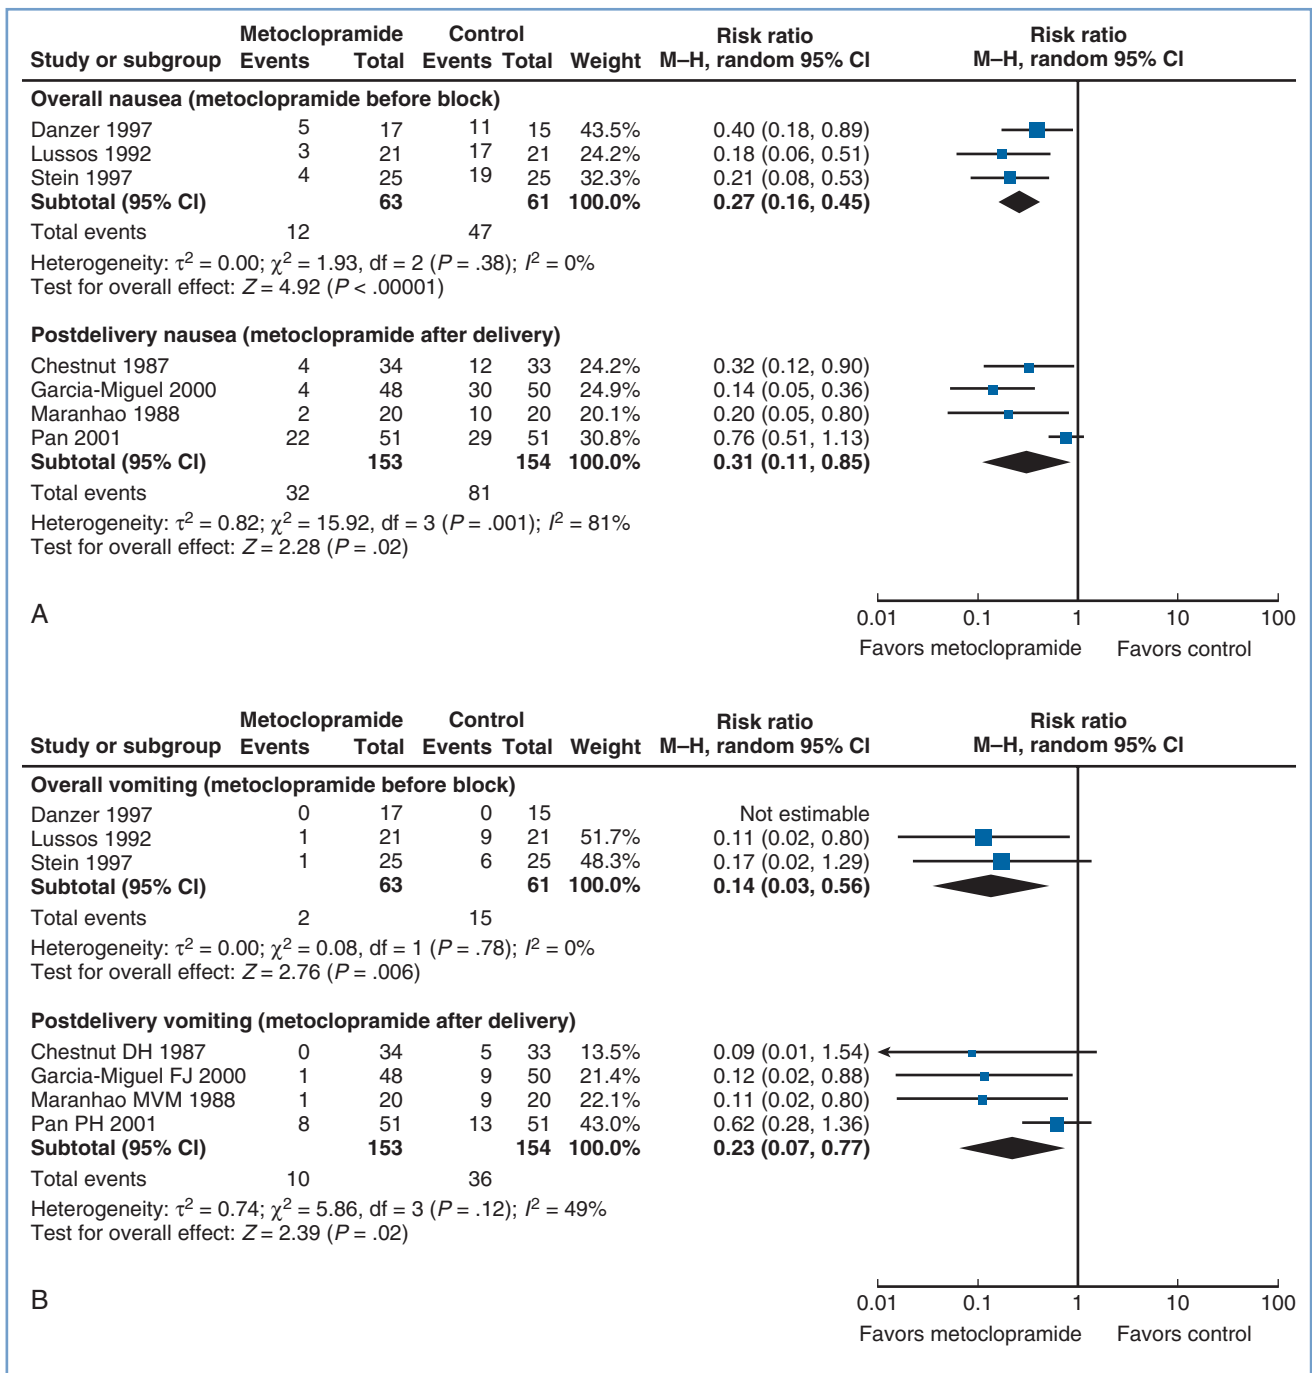 Metoclopramide Control Risk ratio Risk ratio
Study or subgroup Events Total Events Total Weight M–H, random 95% CI M–H, random 95% CI
Overall nausea (metoclopramide before block)
Danzer 1997 5 17 11 15 43.5% 0.40 (0.18, 0.89)
Lussos 1992 3 21 17 21 24.2% 0.18 (0.06, 0.51)
Stein 1997 4 25 19 25 32.3% 0.21 (0.08, 0.53)
Subtotal (95% CI) 63 61 100.0% 0.27 (0.16, 0.45)
Total events 12 47
Heterogeneity: τ² = 0.00; χ² = 1.93, df = 2 (P = .38); I² = 0%
Test for overall effect: Z = 4.92 (P < .00001)
Postdelivery nausea (metoclopramide after delivery)
Chestnut 1987 4 34 12 33 24.2% 0.32 (0.12, 0.90)
Garcia-Miguel 2000 4 48 30 50 24.9% 0.14 (0.05, 0.36)
Maranhao 1988 2 20 10 20 20.1% 0.20 (0.05, 0.80)
Pan 2001 22 51 29 51 30.8% 0.76 (0.51, 1.13)
Subtotal (95% CI) 153 154 100.0% 0.31 (0.11, 0.85)
Total events 32 81
Heterogeneity: τ² = 0.82; χ² = 15.92, df = 3 (P = .001); I² = 81%
Test for overall effect: Z = 2.28 (P = .02)
A
0.01 0.1 1 10 100
Favors metoclopramide Favors control
Metoclopramide Control Risk ratio Risk ratio
Study or subgroup Events Total Events Total Weight M–H, random 95% CI M–H, random 95% CI
Overall vomiting (metoclopramide before block)
Danzer 1997 0 17 0 15 Not estimable
Lussos 1992 1 21 9 21 51.7% 0.11 (0.02, 0.80)
Stein 1997 1 25 6 25 48.3% 0.17 (0.02, 1.29)
Subtotal (95% CI) 63 61 100.0% 0.14 (0.03, 0.56)
Total events 2 15
Heterogeneity: τ² = 0.00; χ² = 0.08, df = 1 (P = .78); I² = 0%
Test for overall effect: Z = 2.76 (P = .006)
Postdelivery vomiting (metoclopramide after delivery)
Chestnut DH 1987 0 34 5 33 13.5% 0.09 (0.01, 1.54)
Garcia-Miguel FJ 2000 1 48 9 50 21.4% 0.12 (0.02, 0.88)
Maranhao MVM 1988 1 20 9 20 22.1% 0.11 (0.02, 0.80)
Pan PH 2001 8 51 13 51 43.0% 0.62 (0.28, 1.36)
Subtotal (95% CI) 153 154 100.0% 0.23 (0.07, 0.77)
Total events 10 36
Heterogeneity: τ² = 0.74; χ² = 5.86, df = 3 (P = .12); I² = 49%
Test for overall effect: Z = 2.39 (P = .02)
B
0.01 0.1 1 10 100
Favors metoclopramide Favors control